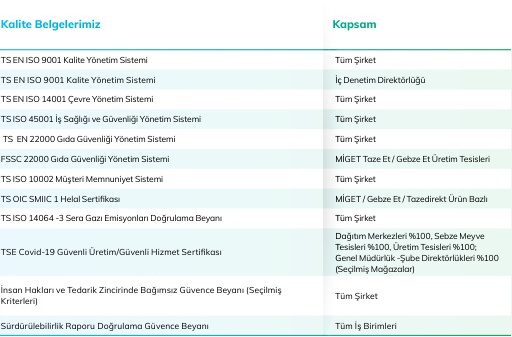 Kalite Belgelerimiz Kapsam
TS EN ISO 9001 Kalite Yönetim Sistemi Tüm Şirket
TS EN ISO 9001 Kalite Yönetim Sistemi İç Denetim Direktörlüğü
TS EN ISO 14001 Çevre Yönetim Sistemi Tüm Şirket
TS ISO 45001 İş Sağlığı ve Güvenliği Yönetim Sistemi Tüm Şirket
TS EN 22000 Gıda Güvenliği Yönetim Sistemi Tüm Şirket
FSSC 22000 Gıda Güvenliği Yönetim Sistemi MİGET Taze Et / Gebze Et Üretim Tesisleri
TS ISO 10002 Müşteri Memnuniyet Sistemi Tüm Şirket
TS OIC SMIIC 1 Helal Sertifikası MİGET / Gebze Et / Tazedirekt Ürün Bazlı
TS ISO 14064 -3 Sera Gazı Emisyonları Doğrulama Beyanı Tüm Şirket
TSE Covid-19 Güvenli Üretim/Güvenli Hizmet Sertifikası
Dağıtım Merkezleri %100, Sebze Meyve
Tesisleri %100, Üretim Tesisleri %100;
Genel Müdürlük -Şube Direktörlükleri %100
(Seçilmiş Mağazalar)
İnsan Hakları ve Tedarik Zincirinde Bağımsız Güvence Beyanı (Seçilmiş
Kriterleri)
Tüm Şirket
Sürdürülebilirlik Raporu Doğrulama Güvence Beyanı Tüm İş Birimleri